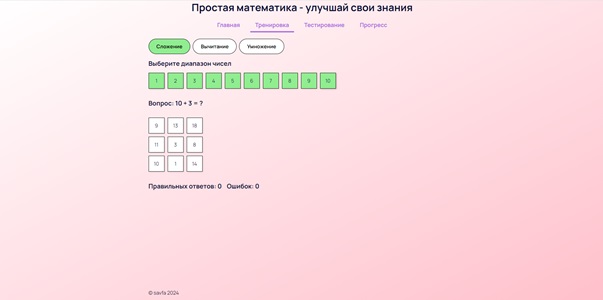 Простая математика - улучшай свои знания
Главная Тренировка Тестирование Прогресс
Сложение Вычитание Умножение
Выберите диапазон чисел
1 2 3 4 5 6 7 8 9 10
Вопрос: 10 + 3 = ?
9 13 18
11 3 8
10 1 14
Правильных ответов: 0 Ошибок: 0
© savfa 2024